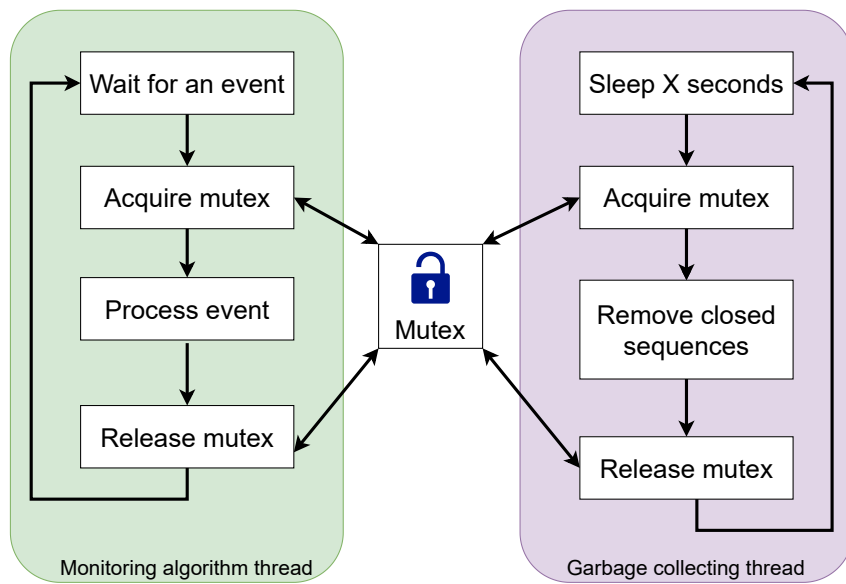 Wait for an event
Acquire mutex
Process event
Release mutex
Monitoring algorithm thread
Mutex
Sleep X seconds
Acquire mutex
Remove closed
sequences
Release mutex
Garbage collecting thread